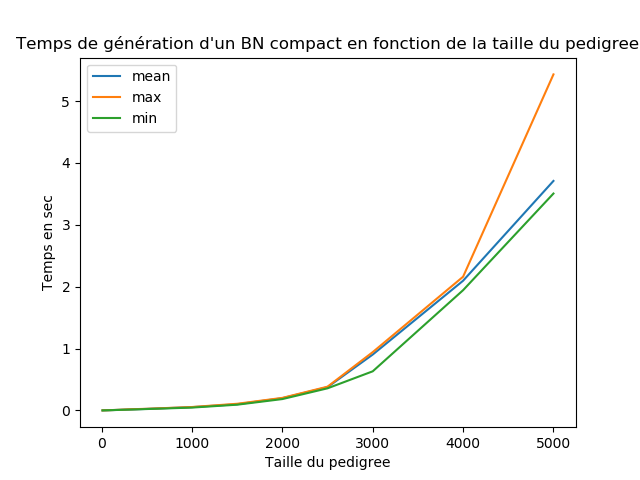 Temps de génération d'un BN compact en fonction de la taille du pedigree
mean
max
min
5
4
3
2
1
0
Temps en sec
0 1000 2000 3000 4000 5000
Taille du pedigree